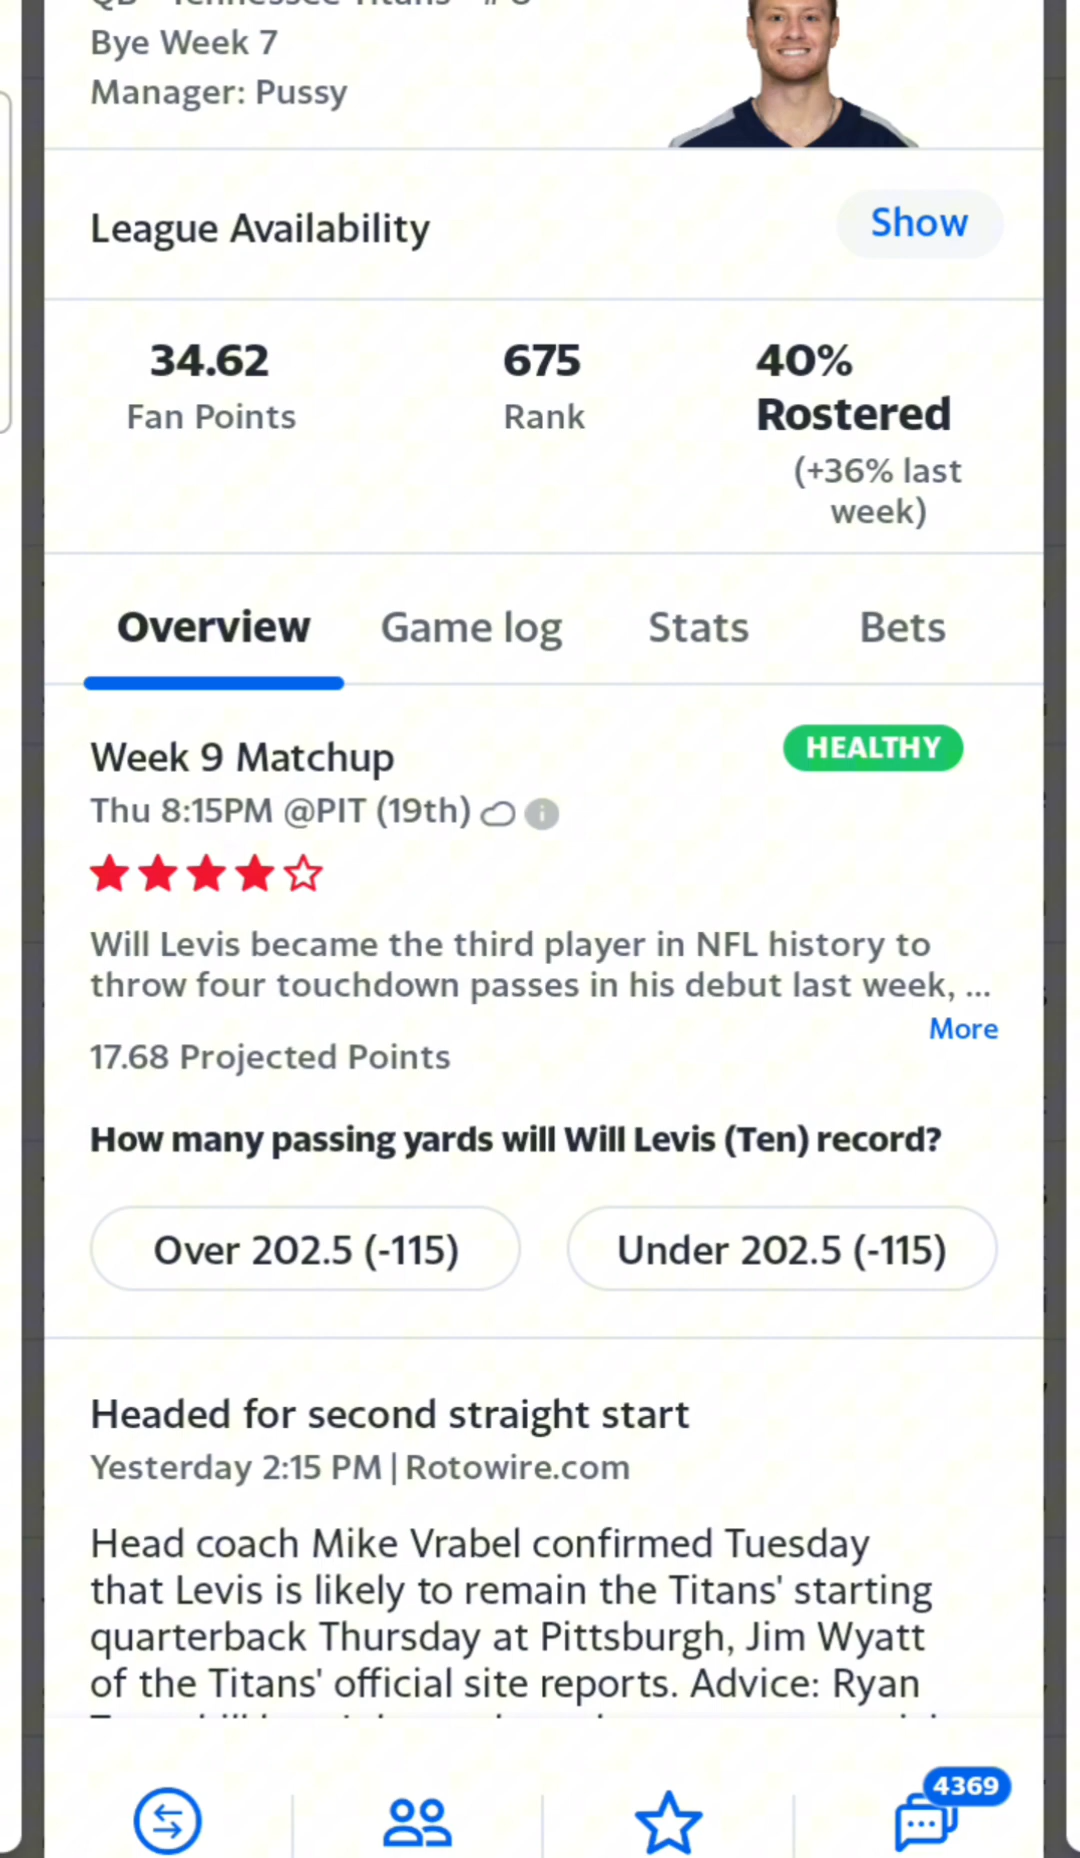 QB Tennessee Titans # 8
Bye Week 7
Manager: Pussy
League Availability
Show
34.62
Fan Points
675
Rank
40%
Rostered
(+36% last
week)
Overview
Game log
Stats
Bets
Week 9 Matchup
HEALTHY
Thu 8:15PM @PIT (19th)
Will Levis became the third player in NFL history to
throw four touchdown passes in his debut last week, ...
More
17.68 Projected Points
How many passing yards will Will Levis (Ten) record?
Over 202.5 (-115)
Under 202.5 (-115)
Headed for second straight start
Yesterday 2:15 PM | Rotowire.com
Head coach Mike Vrabel confirmed Tuesday
that Levis is likely to remain the Titans' starting
quarterback Thursday at Pittsburgh, Jim Wyatt
of the Titans' official site reports. Advice: Ryan
4369